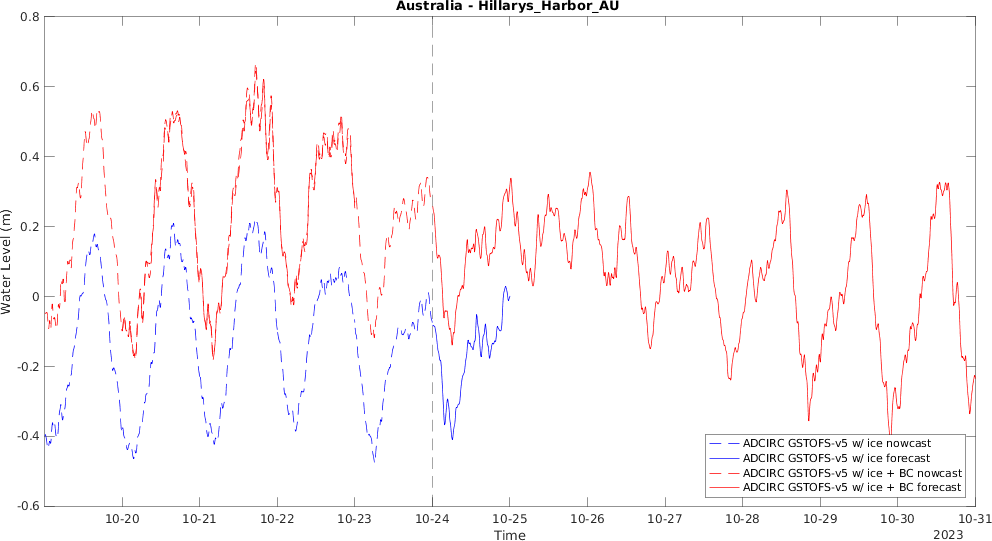 Australia - Hillarys_Harbor_AU
Water Level (m)
0.8
0.6
0.4
0.2
0
-0.2
-0.4
-0.6
10-20 10-21 10-22 10-23 10-24 10-25 10-26 10-27 10-28 10-29 10-30 10-31
Time
2023
ADCIRC GSTOFS-v5 w/ ice nowcast
ADCIRC GSTOFS-v5 w/ ice forecast
ADCIRC GSTOFS-v5 w/ ice + BC nowcast
ADCIRC GSTOFS-v5 w/ ice + BC forecast